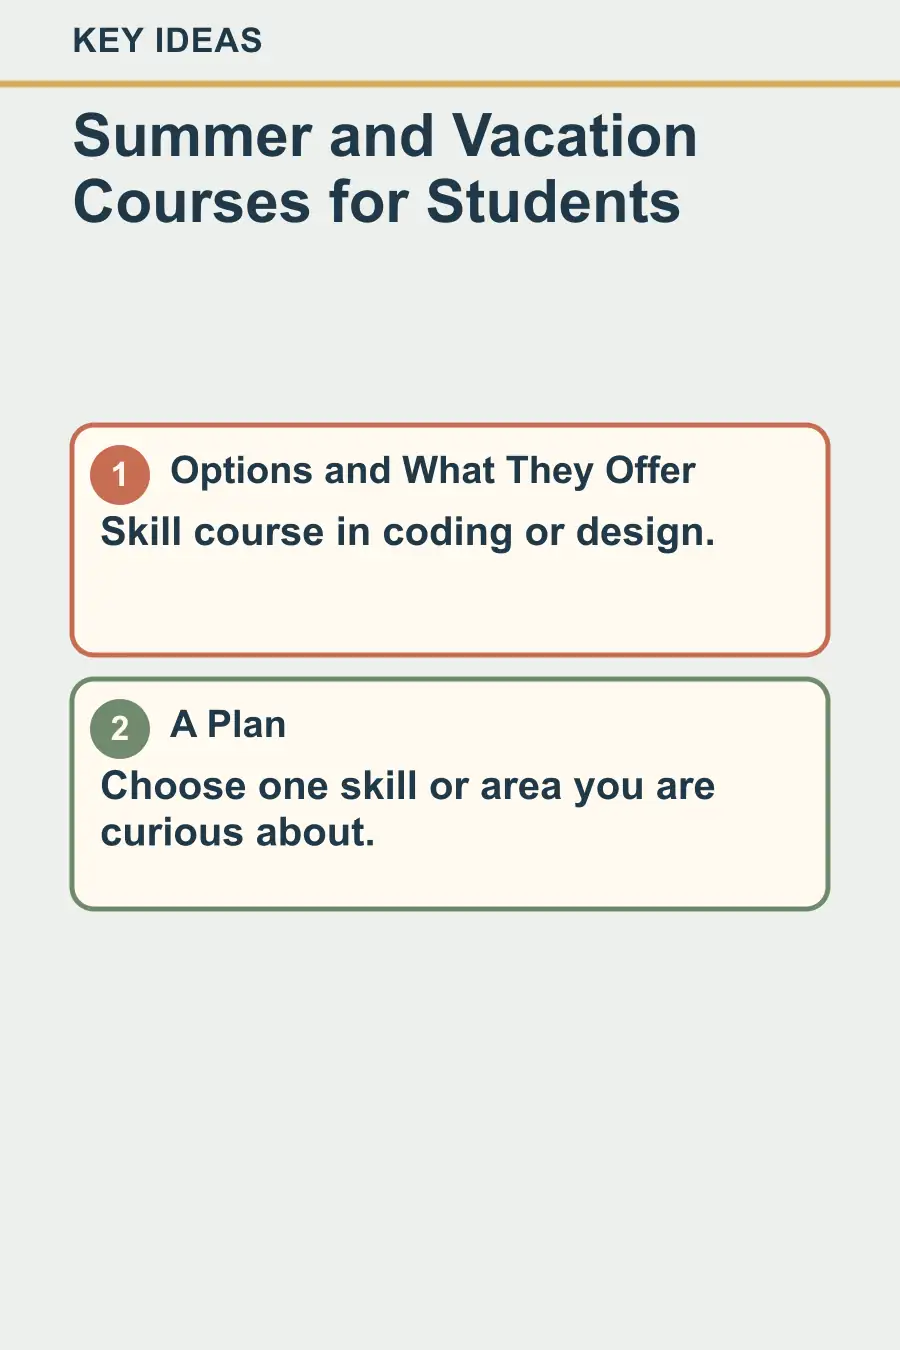 KEY IDEAS
Summer and Vacation
Courses for Students
1 Options and What They Offer
Skill course in coding or design.
2 A Plan
Choose one skill or area you are
curious about.